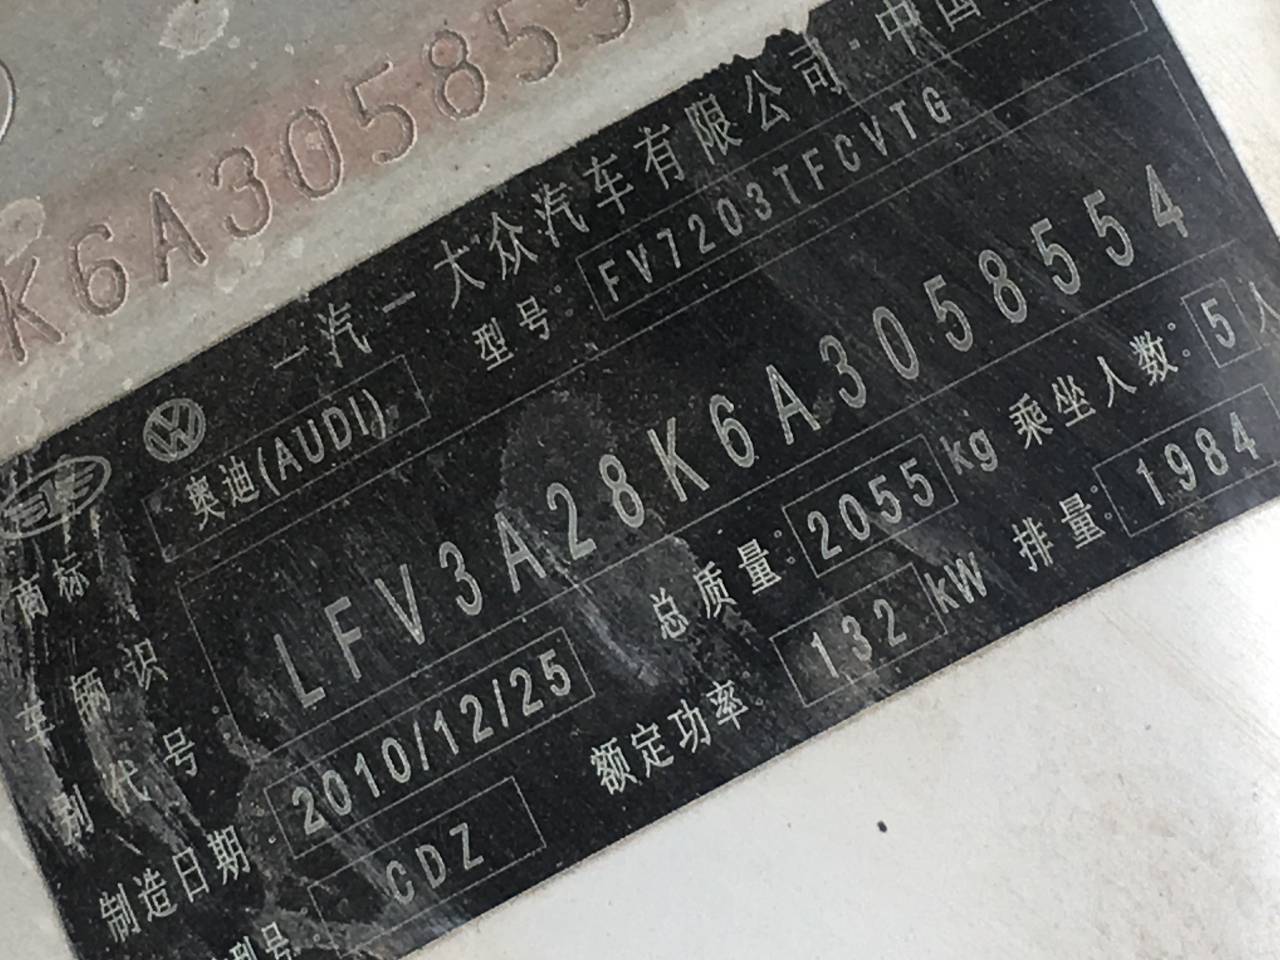 K6A305855
一汽－大众汽车有限公司·中国
奥迪(AUDI)
商标
型号:
FV7203TFCVTG
车辆识别代号
LFV3A28K6A3058554
制造日期:
2010/12/25
总质量:
2055
kg
乘坐人数:
5
人
CDZ
额定功率:
132
kW
排量:
1984